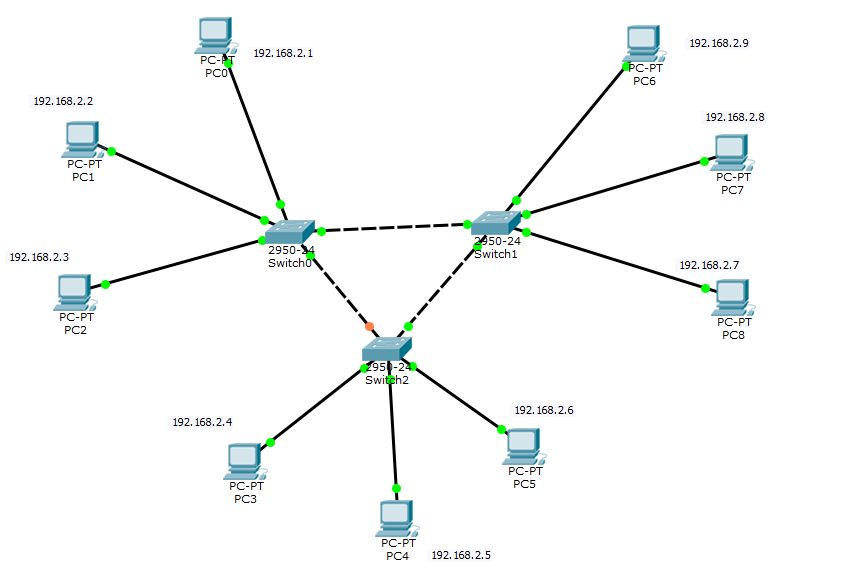 PC-PT
PC0
192.168.2.1
192.168.2.2
PC-PT
PC1
192.168.2.3
PC-PT
PC2
2950-24
Switch0
192.168.2.9
PC-PT
PC6
192.168.2.8
PC-PT
PC7
2950-24
Switch1
192.168.2.7
PC-PT
PC8
2950-24
Switch2
192.168.2.4
PC-PT
PC3
192.168.2.6
PC-PT
PC5
PC-PT
PC4
192.168.2.5